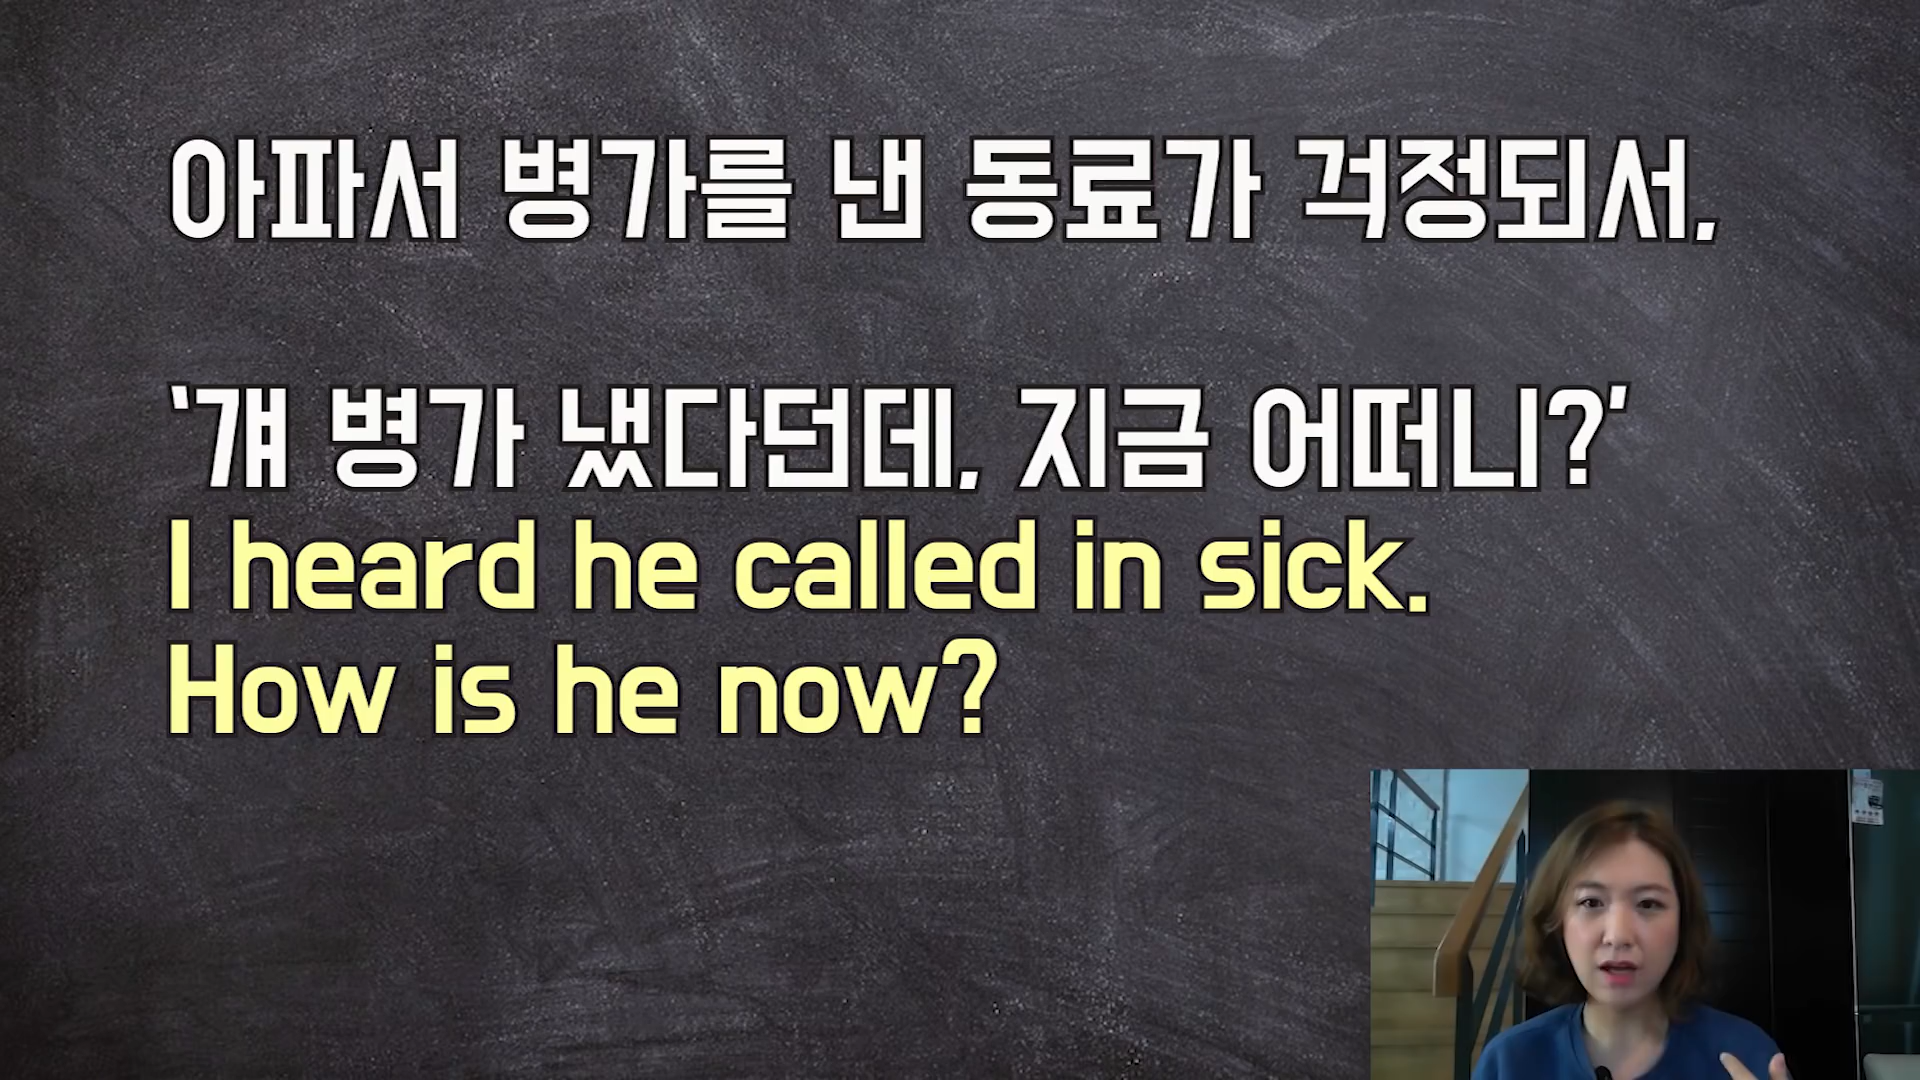 아파서 병가를 낸 동료가 걱정되서,
‘걔 병가 냈다던데, 지금 어떠니?’
I heard he called in sick.
How is he now?